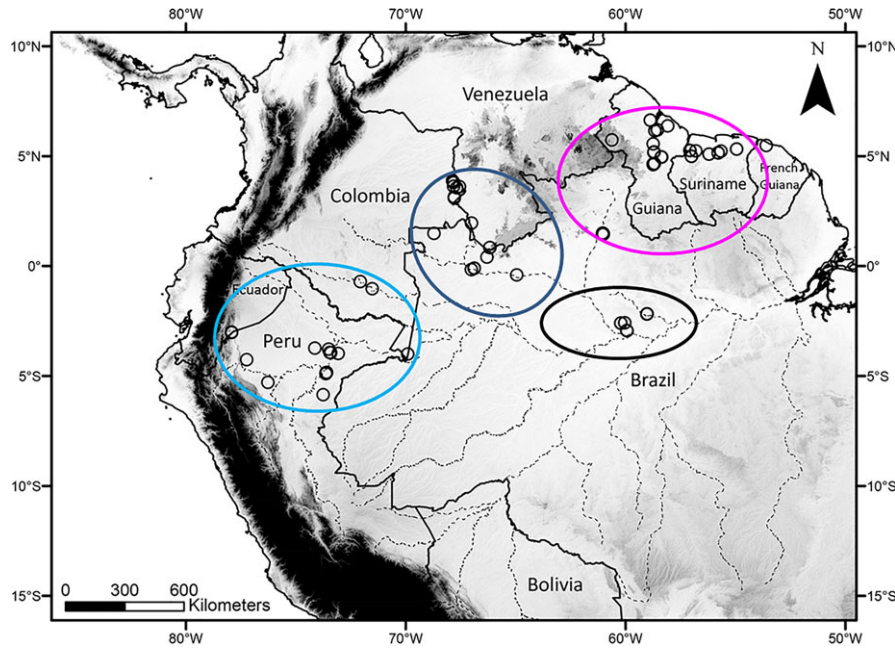 80°W 70°W 60°W 50°W
10°N 10°N
N
Venezuela
5°N 5°N
Colombia
French
Guiana
Suriname
Guiana
0° 0°
Ecuador
Peru
5°S 5°S
Brazil
10°S 10°S
Bolivia
0 300 600
Kilometers
15°S 15°S
80°W 70°W 60°W 50°W